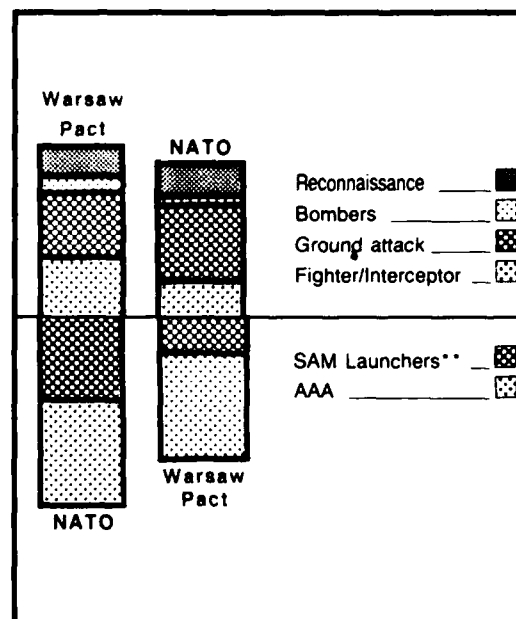 Warsaw
Pact
NATO
Reconnaissance
Bombers
Ground attack
Fighter/Interceptor
SAM Launchers**
AAA
Warsaw
Pact
NATO